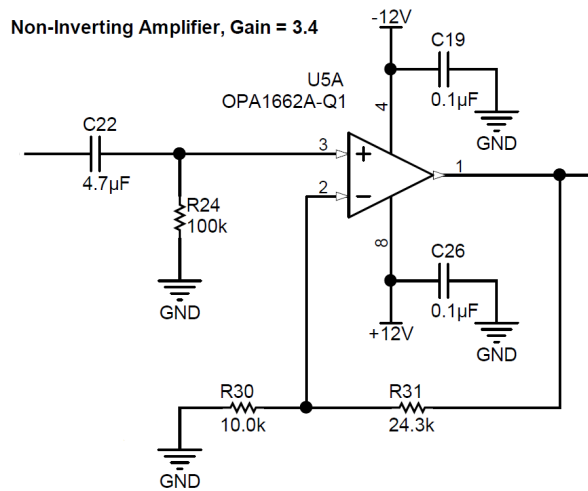 Non-Inverting Amplifier, Gain = 3.4
-12V
C19
0.1µF
GND
U5A
OPA1662A-Q1
4
C22
4.7µF
3
+
2
−
1
R24
100k
GND
8
C26
0.1µF
GND
+12V
R30
10.0k
R31
24.3k
GND